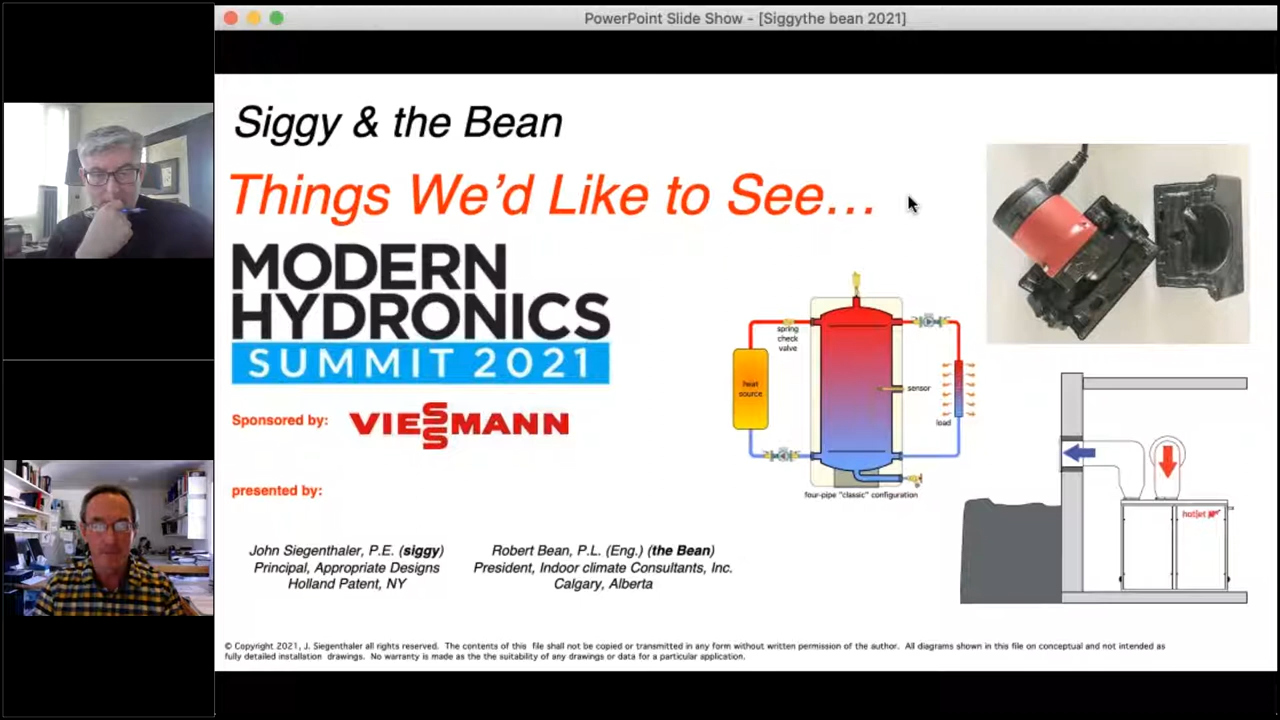 PowerPoint Slide Show - [Siggythe bean 2021]
Siggy & the Bean
Things We'd Like to See...
MODERN
HYDRONICS
SUMMIT 2021
Sponsored by: VIESSMANN
presented by:
John Siegenthaler, P.E. (siggy)
Principal, Appropriate Designs
Holland Patent, NY
Robert Bean, P.L. (Eng.) (the Bean)
President, Indoor climate Consultants, Inc.
Calgary, Alberta
spring
check
valve
heat
source
sensor
load
four-pipe "classic" configuration
hotjet
© Copyright 2021, J. Siegenthaler all rights reserved. The contents of this file shall not be copied or transmitted in any form without written permission of the author. All diagrams shown in this file on conceptual and not intended as
fully detailed installation drawings. No warranty is made as the the suitability of any drawings or data for a particular application.